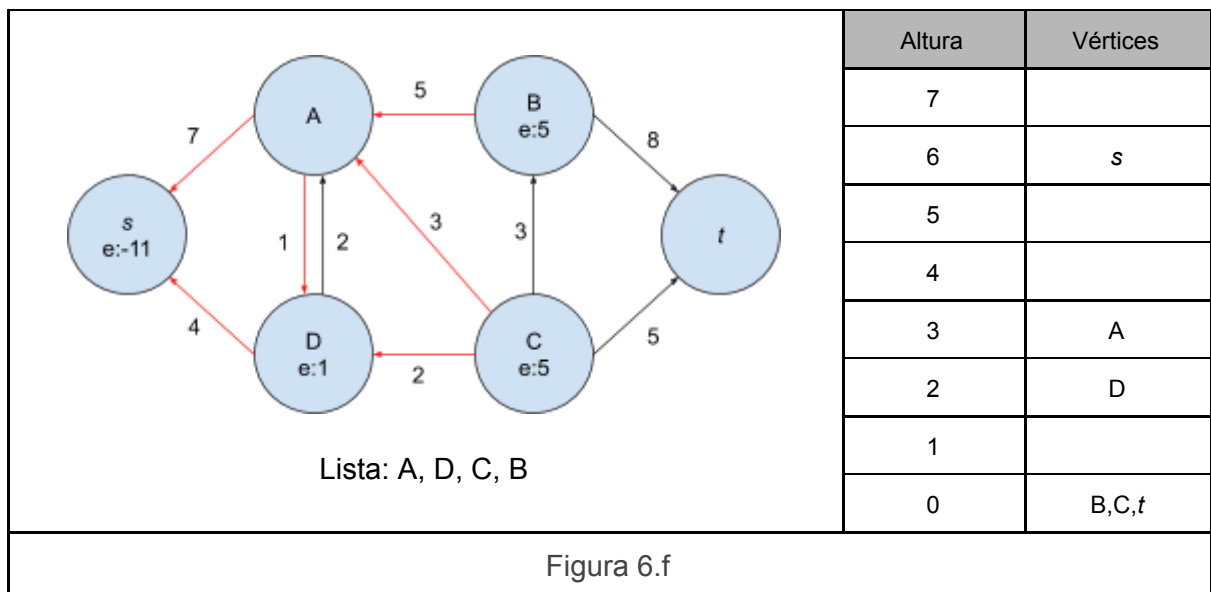 Altura Vértices
7
6 s
5
4
3 A
2 D
1
0 B,C,t
A
B
e:5
5
7
8
s
e:-11
1
2
3
3
t
4
D
e:1
2
C
e:5
5
Lista: A, D, C, B
Figura 6.f